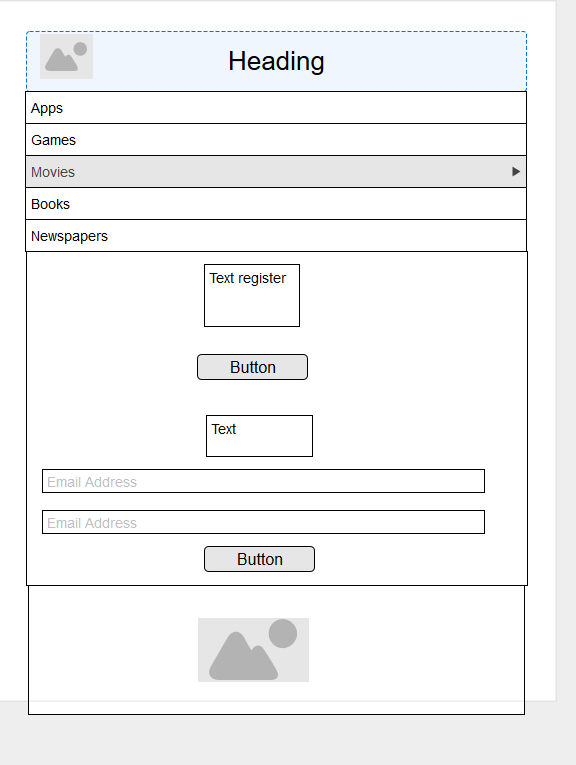 Heading
Apps
Games
Movies
Books
Newspapers
Text register
Button
Text
Email Address
Email Address
Button